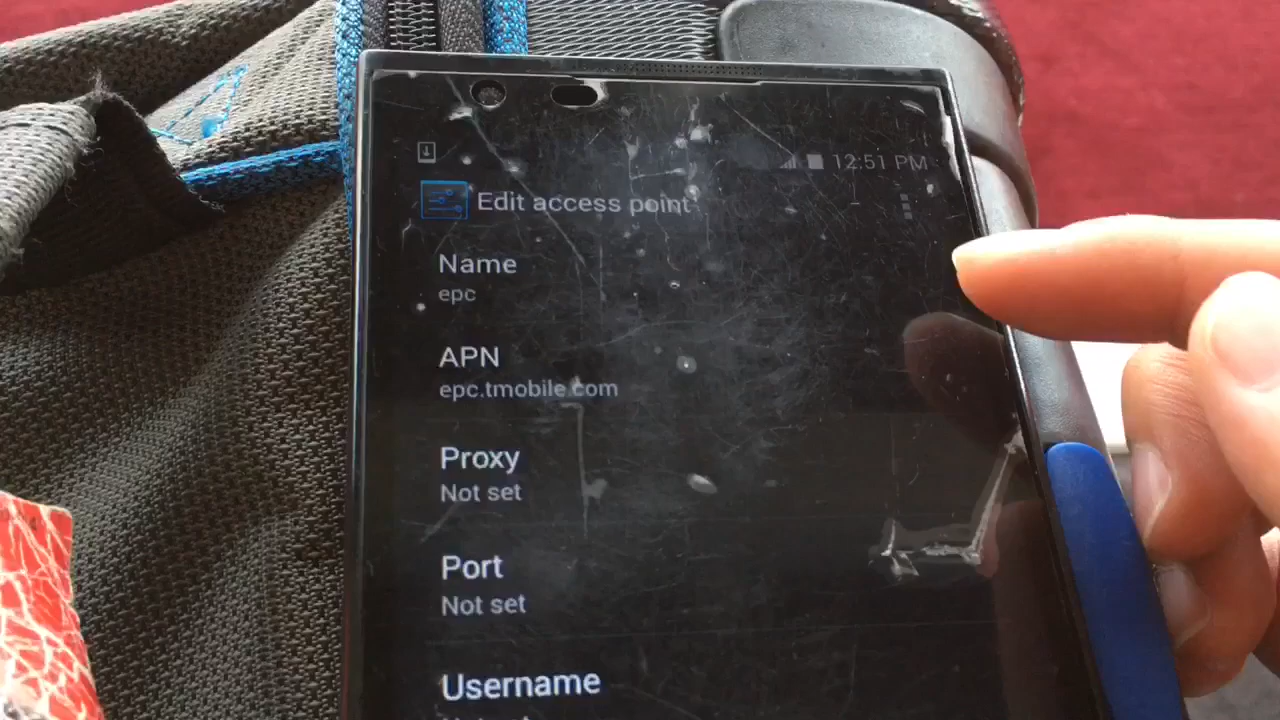 12:51 PM
Edit access point
Name
epc
APN
epc.tmobile.com
Proxy
Not set
Port
Not set
Username